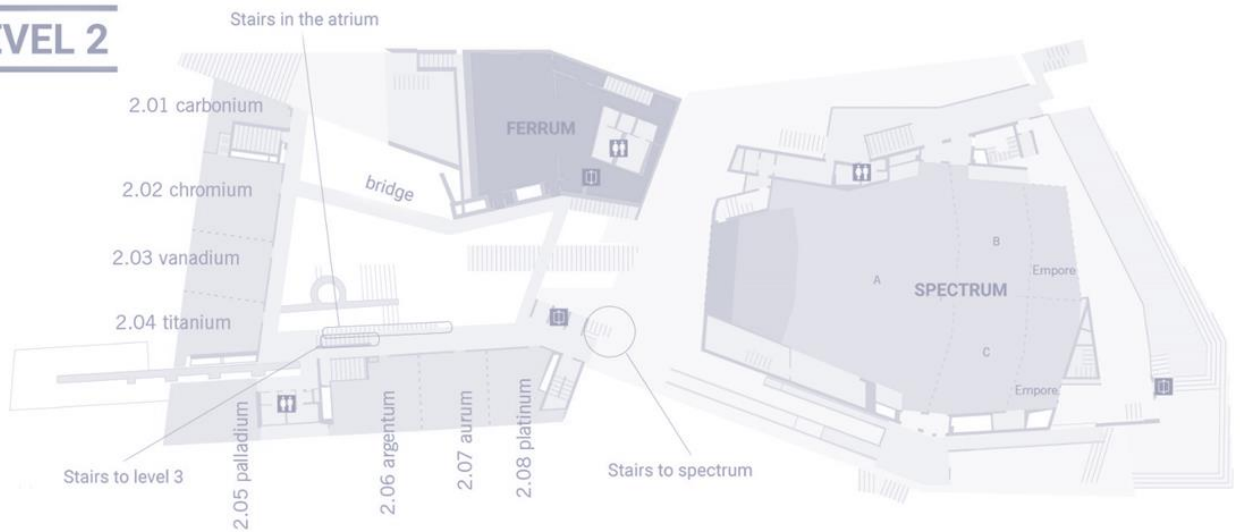 EVEL 2
Stairs in the atrium
2.01 carbonium
FERRUM
2.02 chromium
bridge
2.03 vanadium
B
Empore
A
SPECTRUM
2.04 titanium
C
Empore
2.05 palladium
2.06 argentum
2.07 aurum
2.08 platinum
Stairs to level 3
Stairs to spectrum